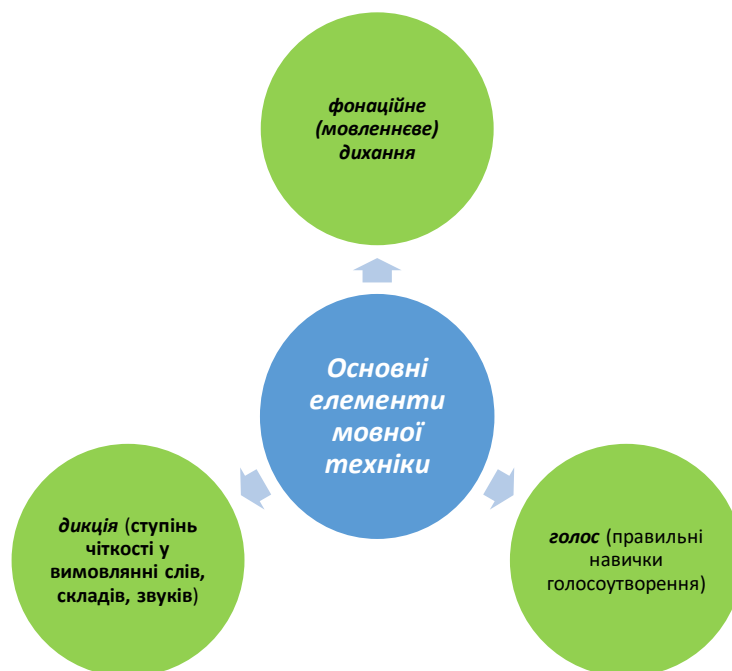 фонаційне
(мовленнєве)
дихання
Основні
елементи
мовної
техніки
дикція (ступінь
чіткості у
вимовлянні слів,
складів, звуків)
голос (правильні
навички
голосоутворення)